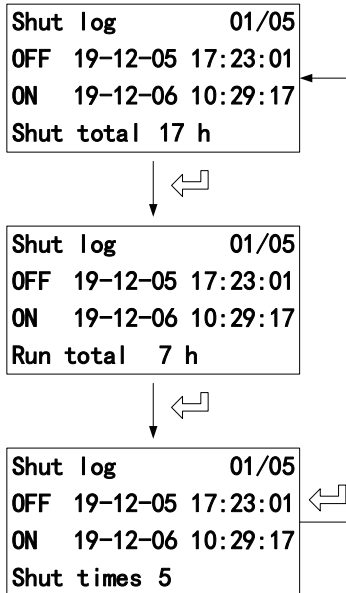 Shut log 01/05
OFF 19-12-05 17:23:01
ON 19-12-06 10:29:17
Shut total 17 h
Shut log 01/05
OFF 19-12-05 17:23:01
ON 19-12-06 10:29:17
Run total 7 h
Shut log 01/05
OFF 19-12-05 17:23:01
ON 19-12-06 10:29:17
Shut times 5